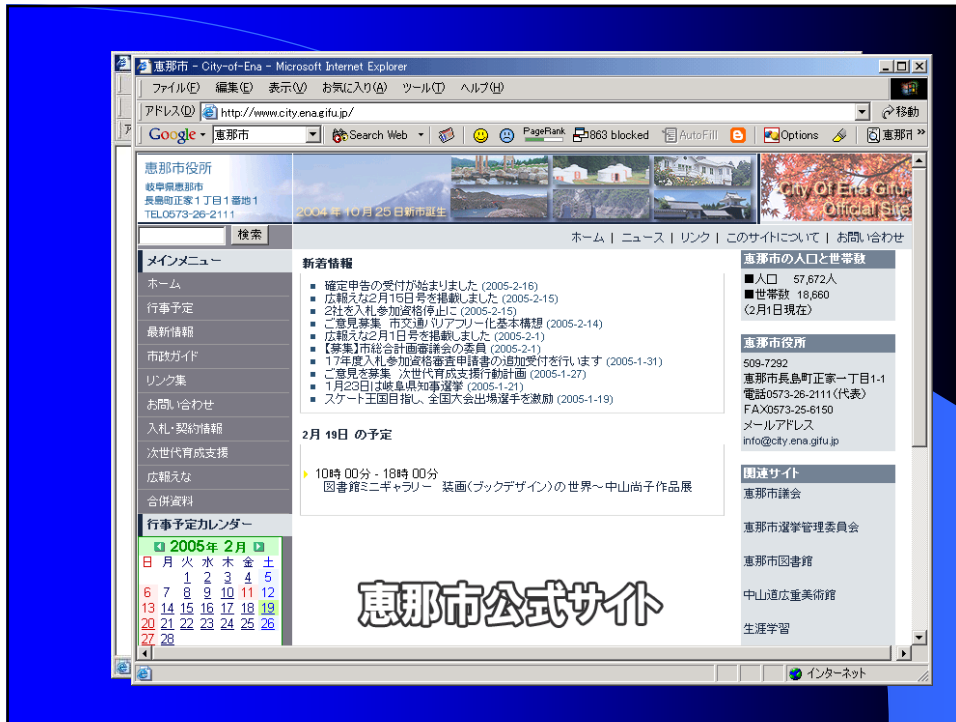 恵那市 - City-of-Ena - Microsoft Internet Explorer
ファイル(F) 編集(E) 表示(V) お気に入り(A) ツール(T) ヘルプ(H)
アドレス(D) http://www.city.ena.gifu.jp/ 移動
Google 恵那市 Search Web PageRank 863 blocked AutoFill Options 恵那市
恵那市役所
岐阜県恵那市
長島町正家1丁目1番地1
TEL0573-26-2111
2004年10月25日新市誕生
City Of Ena Gifu
Official Site
検索
ホーム | ニュース | リンク | このサイトについて | お問い合わせ
メインメニュー
ホーム
行事予定
最新情報
市政ガイド
リンク集
お問い合わせ
入札・契約情報
次世代育成支援
広報えな
合併資料
行事予定カレンダー
2005年 2月
日 月 火 水 木 金 土
1 2 3 4 5
6 7 8 9 10 11 12
13 14 15 16 17 18 19
20 21 22 23 24 25 26
27 28
新着情報
確定申告の受付が始まりました (2005-2-16)
広報えな2月15日号を掲載しました (2005-2-15)
2社を入札参加資格停止に (2005-2-15)
ご意見募集 市交通バリアフリー化基本構想 (2005-2-14)
広報えな2月1日号を掲載しました (2005-2-1)
【募集】市総合計画審議会の委員 (2005-2-1)
17年度入札参加資格審査申請書の追加受付を行います (2005-1-31)
ご意見を募集 次世代育成支援行動計画 (2005-1-27)
1月23日は岐阜県知事選挙 (2005-1-21)
スケート王国目指し、全国大会出場選手を激励 (2005-1-19)
2月 19日 の予定
10時 00分 - 18時 00分
図書館ミニギャラリー 装画(ブックデザイン)の世界～中山尚子作品展
恵那市公式サイト
恵那市の人口と世帯数
■人口 57,672人
■世帯数 18,660
(2月1日現在)
恵那市役所
509-7292
恵那市長島町正家一丁目1-1
電話0573-26-2111(代表)
FAX0573-25-6150
メールアドレス
info@city.ena.gifu.jp
関連サイト
恵那市議会
恵那市選挙管理委員会
恵那市図書館
中山道広重美術館
生涯学習
インターネット